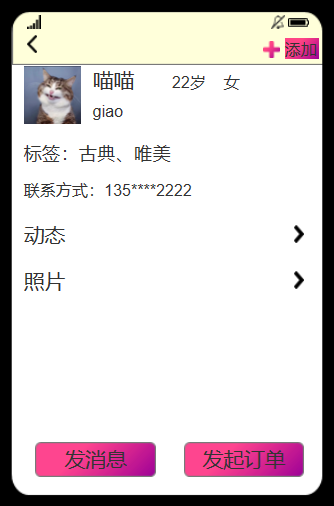 添加
喵喵 22岁 女
giao
标签：古典、唯美
联系方式：135****2222
动态
照片
发消息 发起订单